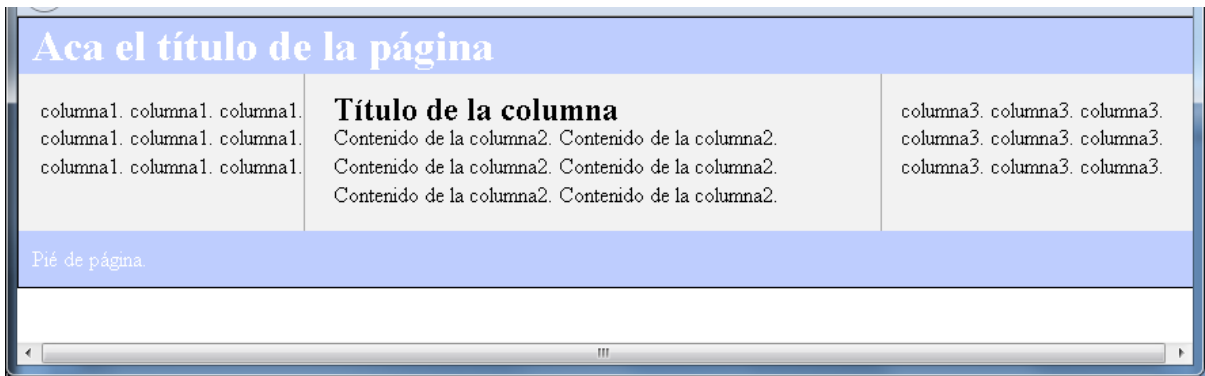 Aca el título de la página
columna1. columna1. columna1.
columna1. columna1. columna1.
columna1. columna1. columna1.
Título de la columna
Contenido de la columna2. Contenido de la columna2.
Contenido de la columna2. Contenido de la columna2.
Contenido de la columna2. Contenido de la columna2.
columna3. columna3. columna3.
columna3. columna3. columna3.
columna3. columna3. columna3.
Pié de página.